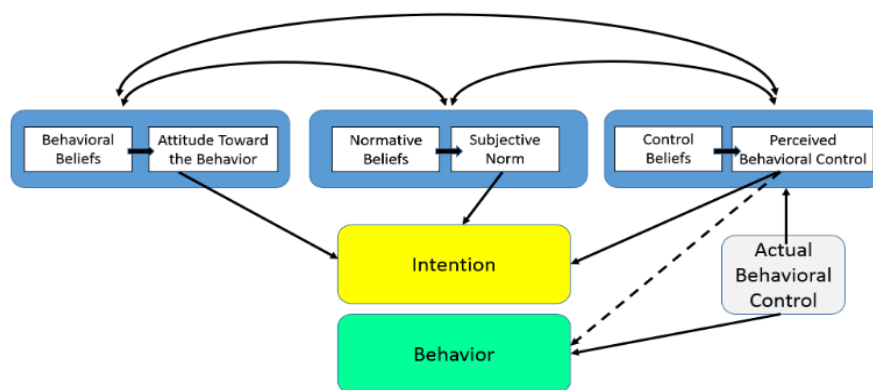 Behavioral
Beliefs
Attitude Toward
the Behavior
Normative
Beliefs
Subjective
Norm
Control
Beliefs
Perceived
Behavioral Control
Intention
Actual
Behavioral
Control
Behavior